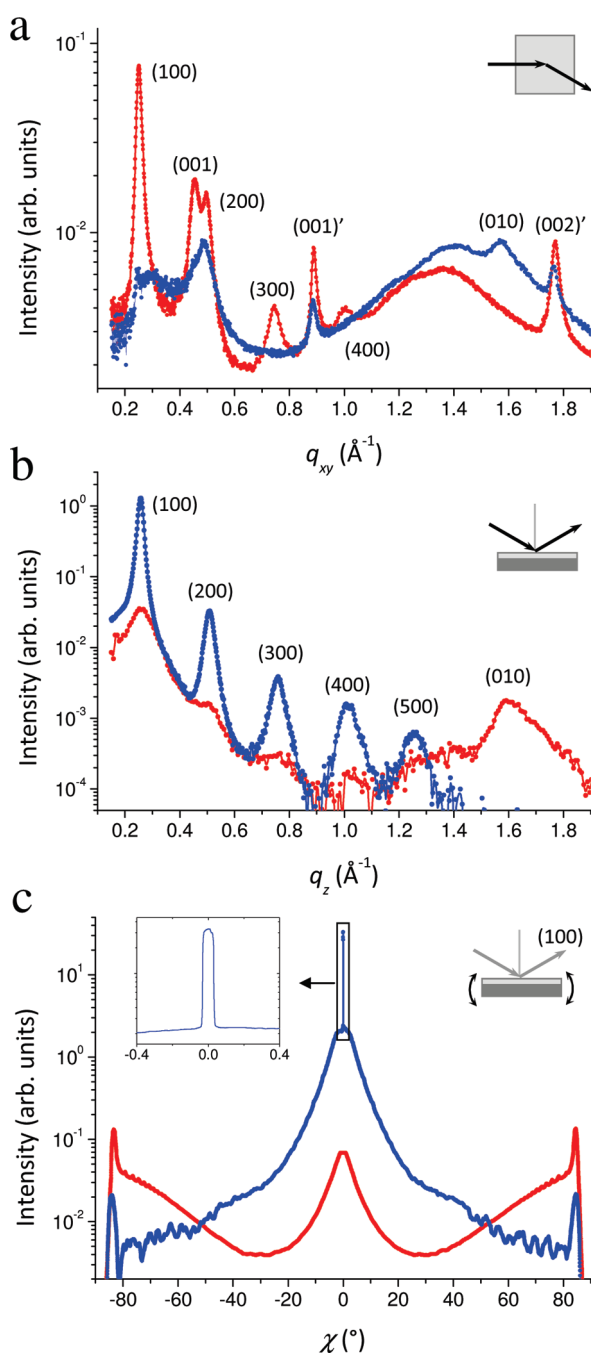 a
10⁻¹
10⁻²
Intensity (arb. units)
(100)
(001)
(200)
(300)
(001)’
(400)
(010)
(002)’
0.2 0.4 0.6 0.8 1.0 1.2 1.4 1.6 1.8
q_xy (Å⁻¹)
b
10⁰
10⁻¹
10⁻²
10⁻³
10⁻⁴
Intensity (arb. units)
(100)
(200)
(300)
(400)
(500)
(010)
0.2 0.4 0.6 0.8 1.0 1.2 1.4 1.6 1.8
q_z (Å⁻¹)
c
10¹
10⁰
10⁻¹
10⁻²
Intensity (arb. units)
-0.4 0.0 0.4
(100)
-80 -60 -40 -20 0 20 40 60 80
χ (°)